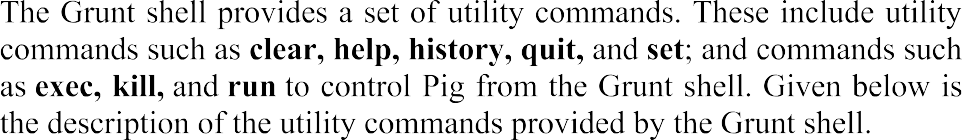 The Grunt shell provides a set of utility commands. These include utility
commands such as clear, help, history, quit, and set; and commands such
as exec, kill, and run to control Pig from the Grunt shell. Given below is
the description of the utility commands provided by the Grunt shell.